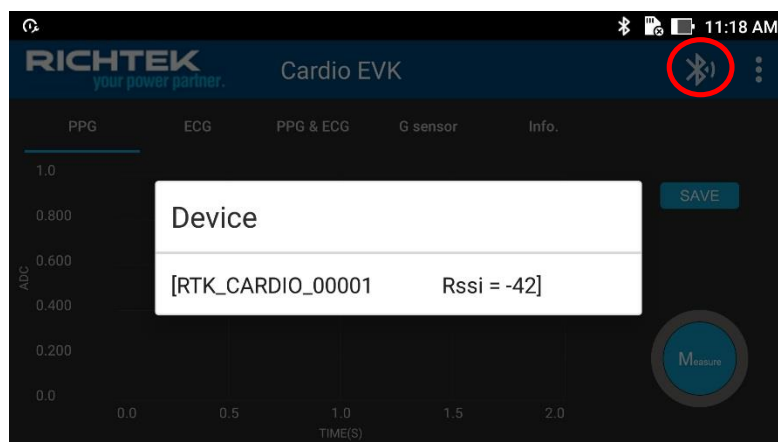 11:18 AM
RICHTEK
your power partner.
Cardio EVK
PPG ECG PPG & ECG G sensor Info.
1.0
0.800
0.600
0.400
0.200
0.0
ADC
SAVE
Device
[RTK_CARDIO_00001 Rssi = -42]
Measure
0.0 0.5 1.0 1.5 2.0
TIME(S)